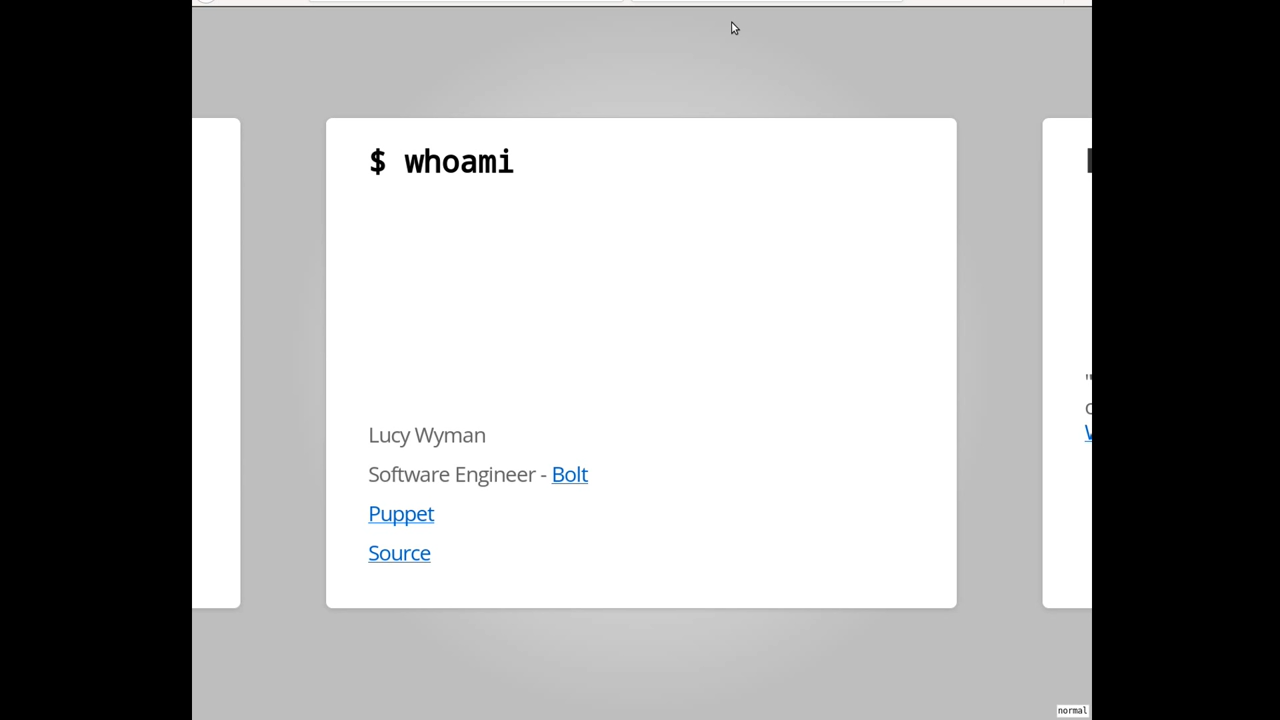 $ whoami
Lucy Wyman
Software Engineer - Bolt
Puppet
Source
normal